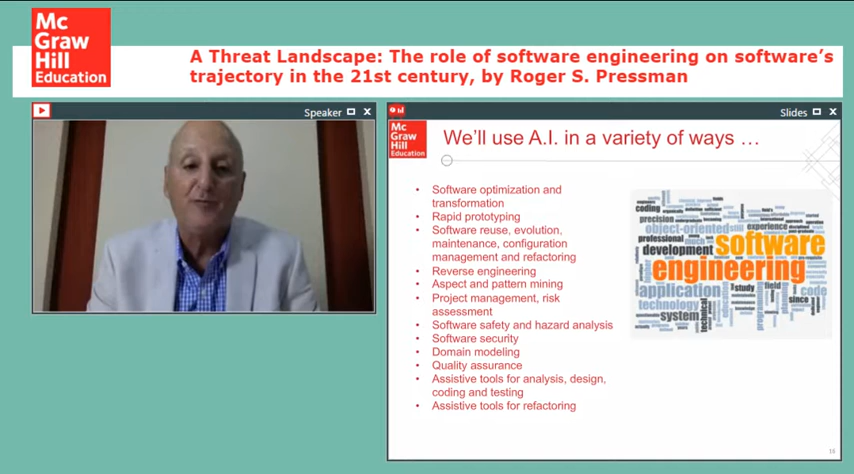 Mc
Graw
Hill
Education
A Threat Landscape: The role of software engineering on software’s
trajectory in the 21st century, by Roger S. Pressman
Speaker
Slides
Mc
Graw
Hill
Education
We’ll use A.I. in a variety of ways …
• Software optimization and
transformation
• Rapid prototyping
• Software reuse, evolution,
maintenance, configuration
management and refactoring
• Reverse engineering
• Aspect and pattern mining
• Project management, risk
assessment
• Software safety and hazard analysis
• Software security
• Domain modeling
• Quality assurance
• Assistive tools for analysis, design,
coding and testing
• Assistive tools for refactoring
coding
precision
object-oriented
still
experience
professional
much
development
software
engineering
application
study
field
code
technology
since
system
technical
programming
16